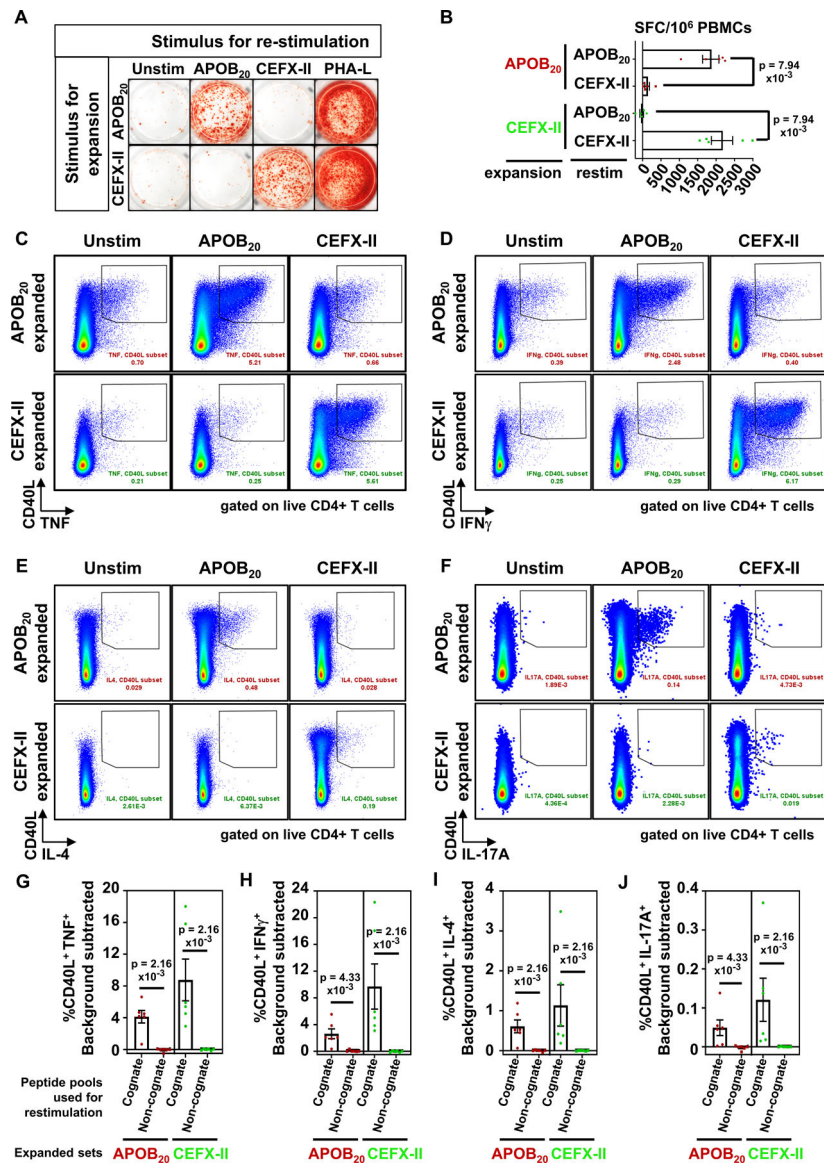 A
Stimulus for re-stimulation
Unstim APOB20 CEFX-II PHA-L
Stimulus for
expansion
APOB20
CEFX-II
B
SFC/10⁶ PBMCs
APOB20
APOB20
CEFX-II
p = 7.94
x10⁻³
CEFX-II
APOB20
CEFX-II
p = 7.94
x10⁻³
expansion restim
0 500 1000 1500 2000 2500 3000
C
Unstim APOB20 CEFX-II
APOB20
expanded
TNF, CD40L subset
0.70
TNF, CD40L subset
5.21
TNF, CD40L subset
0.66
CEFX-II
expanded
TNF, CD40L subset
0.21
TNF, CD40L subset
0.25
TNF, CD40L subset
5.61
CD40L
TNF
gated on live CD4+ T cells
D
Unstim APOB20 CEFX-II
APOB20
expanded
IFNg, CD40L subset
0.39
IFNg, CD40L subset
2.48
IFNg, CD40L subset
0.40
CEFX-II
expanded
IFNg, CD40L subset
0.25
IFNg, CD40L subset
0.29
IFNg, CD40L subset
6.17
CD40L
IFNγ
gated on live CD4+ T cells
E
Unstim APOB20 CEFX-II
APOB20
expanded
IL4, CD40L subset
0.029
IL4, CD40L subset
0.48
IL4, CD40L subset
0.028
CEFX-II
expanded
IL4, CD40L subset
2.61E-3
IL4, CD40L subset
6.37E-3
IL4, CD40L subset
0.19
CD40L
IL-4
gated on live CD4+ T cells
F
Unstim APOB20 CEFX-II
APOB20
expanded
IL17A, CD40L subset
1.89E-3
IL17A, CD40L subset
0.14
IL17A, CD40L subset
4.73E-3
CEFX-II
expanded
IL17A, CD40L subset
4.36E-4
IL17A, CD40L subset
2.28E-3
IL17A, CD40L subset
0.019
CD40L
IL-17A
gated on live CD4+ T cells
G
%CD40L⁺ TNF⁺
Background subtracted
20
16
12
8
4
0
p = 2.16
x10⁻³
p = 2.16
x10⁻³
Cognate
Non-cognate
Cognate
Non-cognate
APOB20 CEFX-II
H
%CD40L⁺ IFNγ⁺
Background subtracted
24
20
16
12
8
4
0
p = 4.33
x10⁻³
p = 2.16
x10⁻³
Cognate
Non-cognate
Cognate
Non-cognate
APOB20 CEFX-II
I
%CD40L⁺ IL-4⁺
Background subtracted
4
3
2
1
0
p = 2.16
x10⁻³
p = 2.16
x10⁻³
Cognate
Non-cognate
Cognate
Non-cognate
APOB20 CEFX-II
J
%CD40L⁺ IL-17A⁺
Background subtracted
0.4
0.3
0.2
0.1
0
p = 4.33
x10⁻³
p = 2.16
x10⁻³
Cognate
Non-cognate
Cognate
Non-cognate
APOB20 CEFX-II
Peptide pools
used for
restimulation
Expanded sets